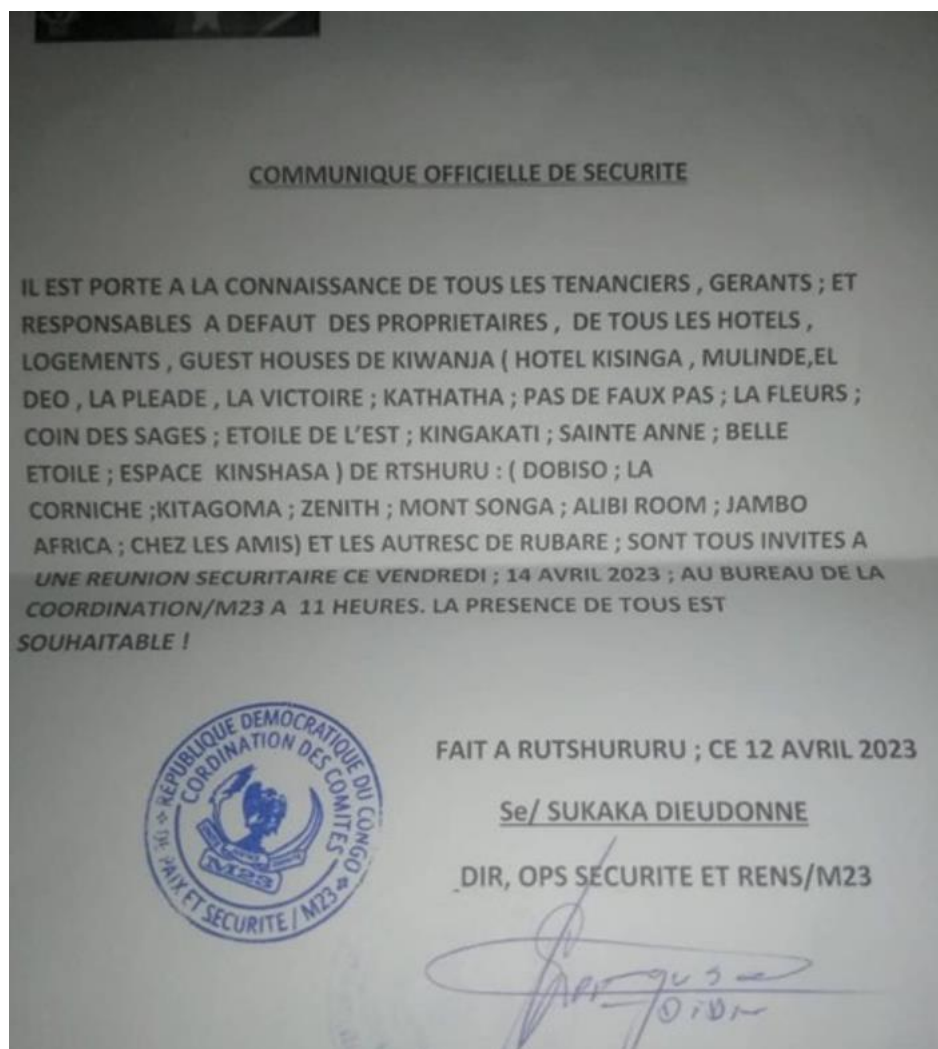 COMMUNIQUE OFFICIELLE DE SECURITE
IL EST PORTE A LA CONNAISSANCE DE TOUS LES TENANCIERS , GERANTS ; ET
RESPONSABLES A DEFAUT DES PROPRIETAIRES , DE TOUS LES HOTELS ,
LOGEMENTS , GUEST HOUSES DE KIWANJA ( HOTEL KISINGA , MULINDE,EL
DEO , LA PLEADE , LA VICTOIRE ; KATHATHA ; PAS DE FAUX PAS ; LA FLEURS ;
COIN DES SAGES ; ETOILE DE L'EST ; KINGAKATI ; SAINTE ANNE ; BELLE
ETOILE ; ESPACE KINSHASA ) DE RTSHURU : ( DOBISO ; LA
CORNICHE ;KITAGOMA ; ZENITH ; MONT SONGA ; ALIBI ROOM ; JAMBO
AFRICA ; CHEZ LES AMIS) ET LES AUTRESC DE RUBARE ; SONT TOUS INVITES A
UNE REUNION SECURITAIRE CE VENDREDI ; 14 AVRIL 2023 ; AU BUREAU DE LA
COORDINATION/M23 A 11 HEURES. LA PRESENCE DE TOUS EST
SOUHAITABLE !
REPUBLIQUE DEMOCRATIQUE DU CONGO
CORDINATION DES COMITES
DE PAIX ET SECURITE / M23
M23
FAIT A RUTSHURURU ; CE 12 AVRIL 2023
Se/ SUKAKA DIEUDONNE
DIR, OPS SECURITE ET RENS/M23